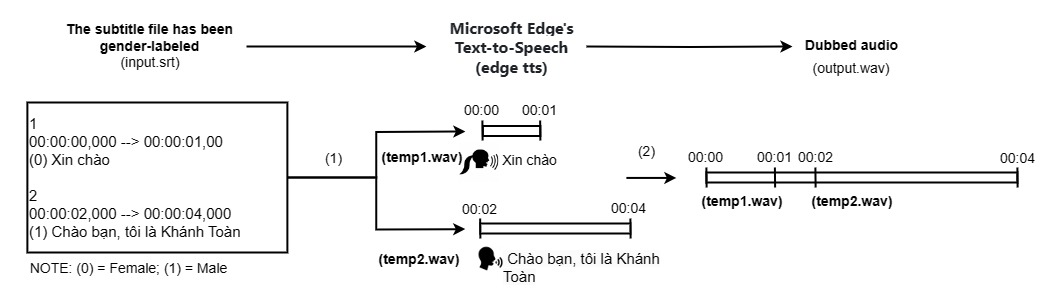 The subtitle file has been
gender-labeled
(input.srt)
Microsoft Edge's
Text-to-Speech
(edge tts)
Dubbed audio
(output.wav)
1
00:00:00,000 --> 00:00:01,00
(0) Xin chào
2
00:00:02,000 --> 00:00:04,000
(1) Chào bạn, tôi là Khánh Toàn
NOTE: (0) = Female; (1) = Male
(1)
00:00 00:01
(temp1.wav)
Xin chào
00:02 00:04
(temp2.wav)
Chào bạn, tôi là Khánh
Toàn
(2)
00:00 00:01 00:02 00:04
(temp1.wav) (temp2.wav)